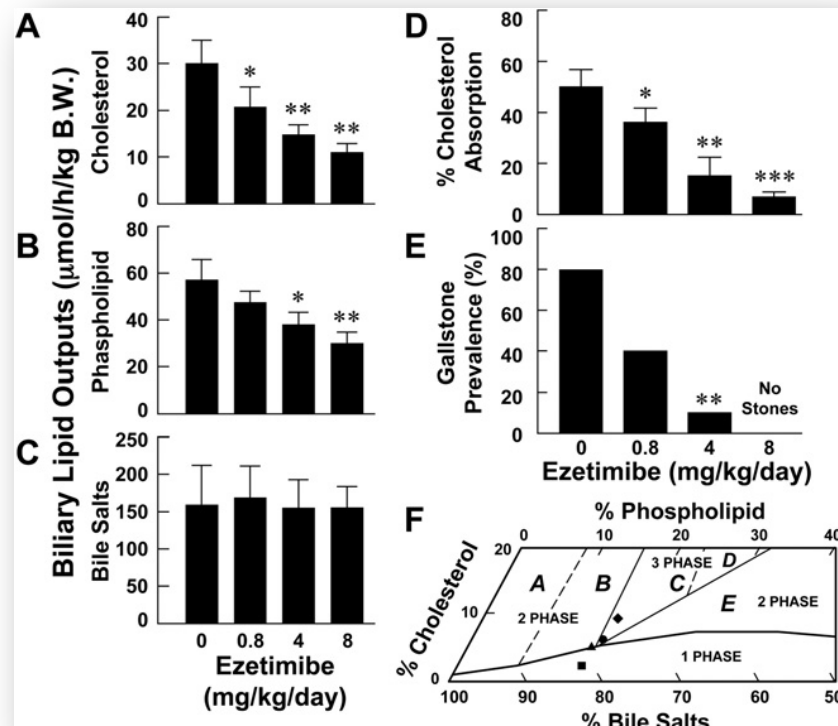 A
Biliary Lipid Outputs (µmol/h/kg B.W.)
Cholesterol
40
30
20
10
0
*
**
**
B
Phaspholipid
80
60
40
20
0
*
**
C
Bile Salts
250
200
150
100
50
0
0 0.8 4 8
Ezetimibe
(mg/kg/day)
D
% Cholesterol
Absorption
80
60
40
20
0
*
**
***
E
Gallstone
Prevalence (%)
100
80
60
40
20
0
**
No
Stones
0 0.8 4 8
Ezetimibe (mg/kg/day)
F
% Phospholipid
0 10 20 30 40
% Cholesterol
20
10
0
A
B
C
D
E
2 PHASE
3 PHASE
2 PHASE
1 PHASE
100 90 80 70 60 50
% Bile Salts